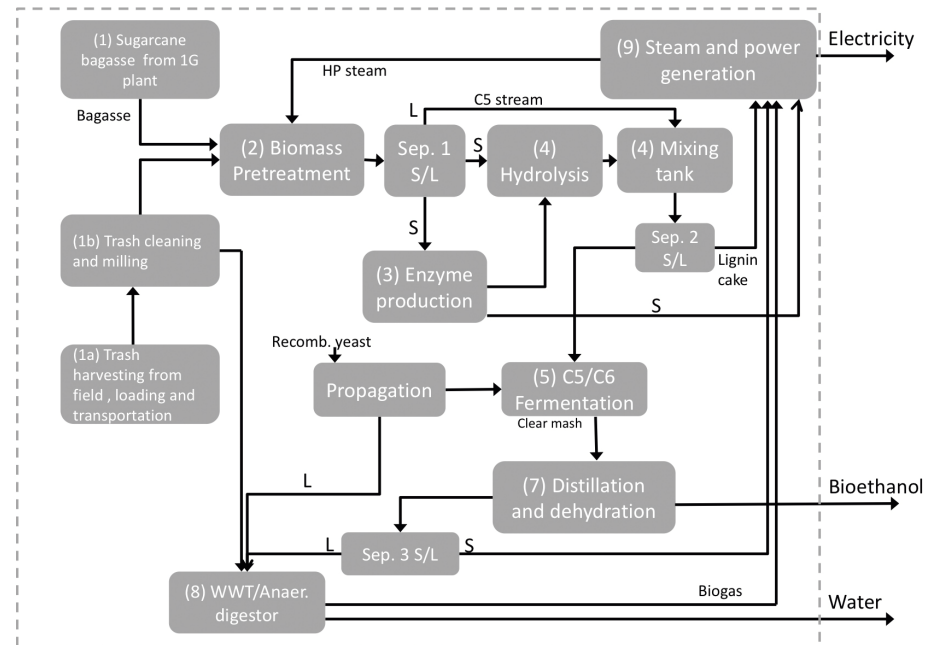 (1) Sugarcane
bagasse from 1G
plant
(9) Steam and power
generation
Electricity
HP steam
Bagasse
L
C5 stream
(2) Biomass
Pretreatment
Sep. 1
S/L
S
(4)
Hydrolysis
(4) Mixing
tank
S
(1b) Trash cleaning
and milling
Sep. 2
S/L
Lignin
cake
(3) Enzyme
production
S
Recomb. yeast
(1a) Trash
harvesting from
field , loading and
transportation
Propagation
(5) C5/C6
Fermentation
Clear mash
L
(7) Distillation
and dehydration
Bioethanol
L
Sep. 3 S/L
S
(8) WWT/Anaer.
digestor
Biogas
Water